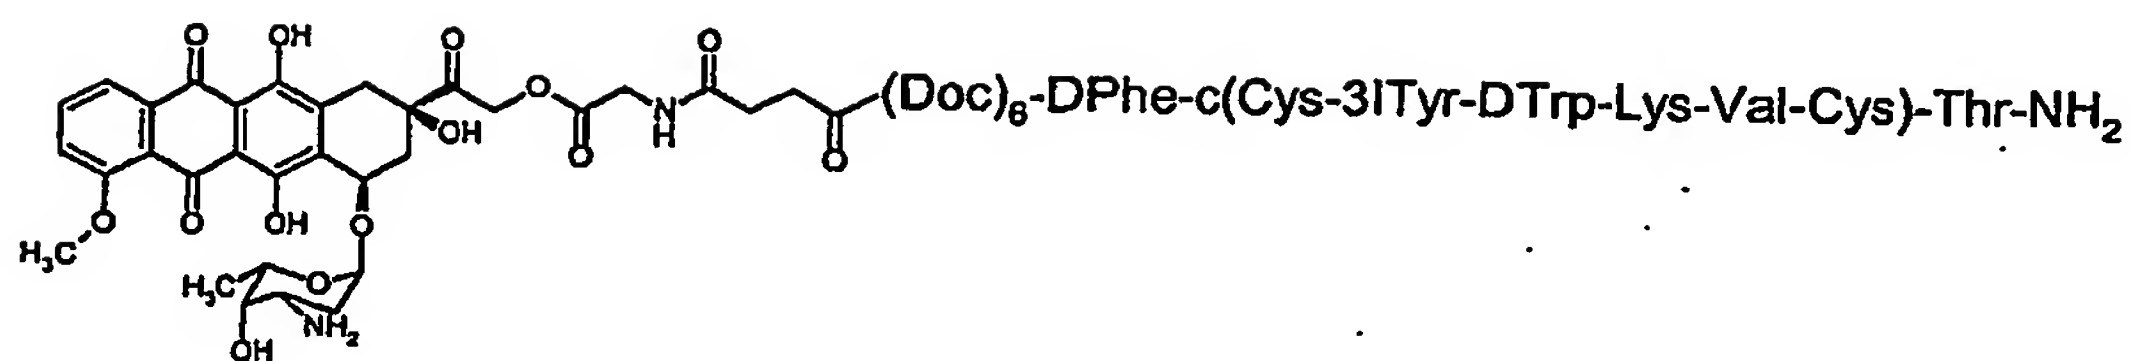 O OH O O
O O N H O (Doc)6-DPhe-c(Cys-3ITyr-DTrp-Lys-Val-Cys)-Thr-NH2
OH
O O OH O
H3C
H3C O
NH2
OH